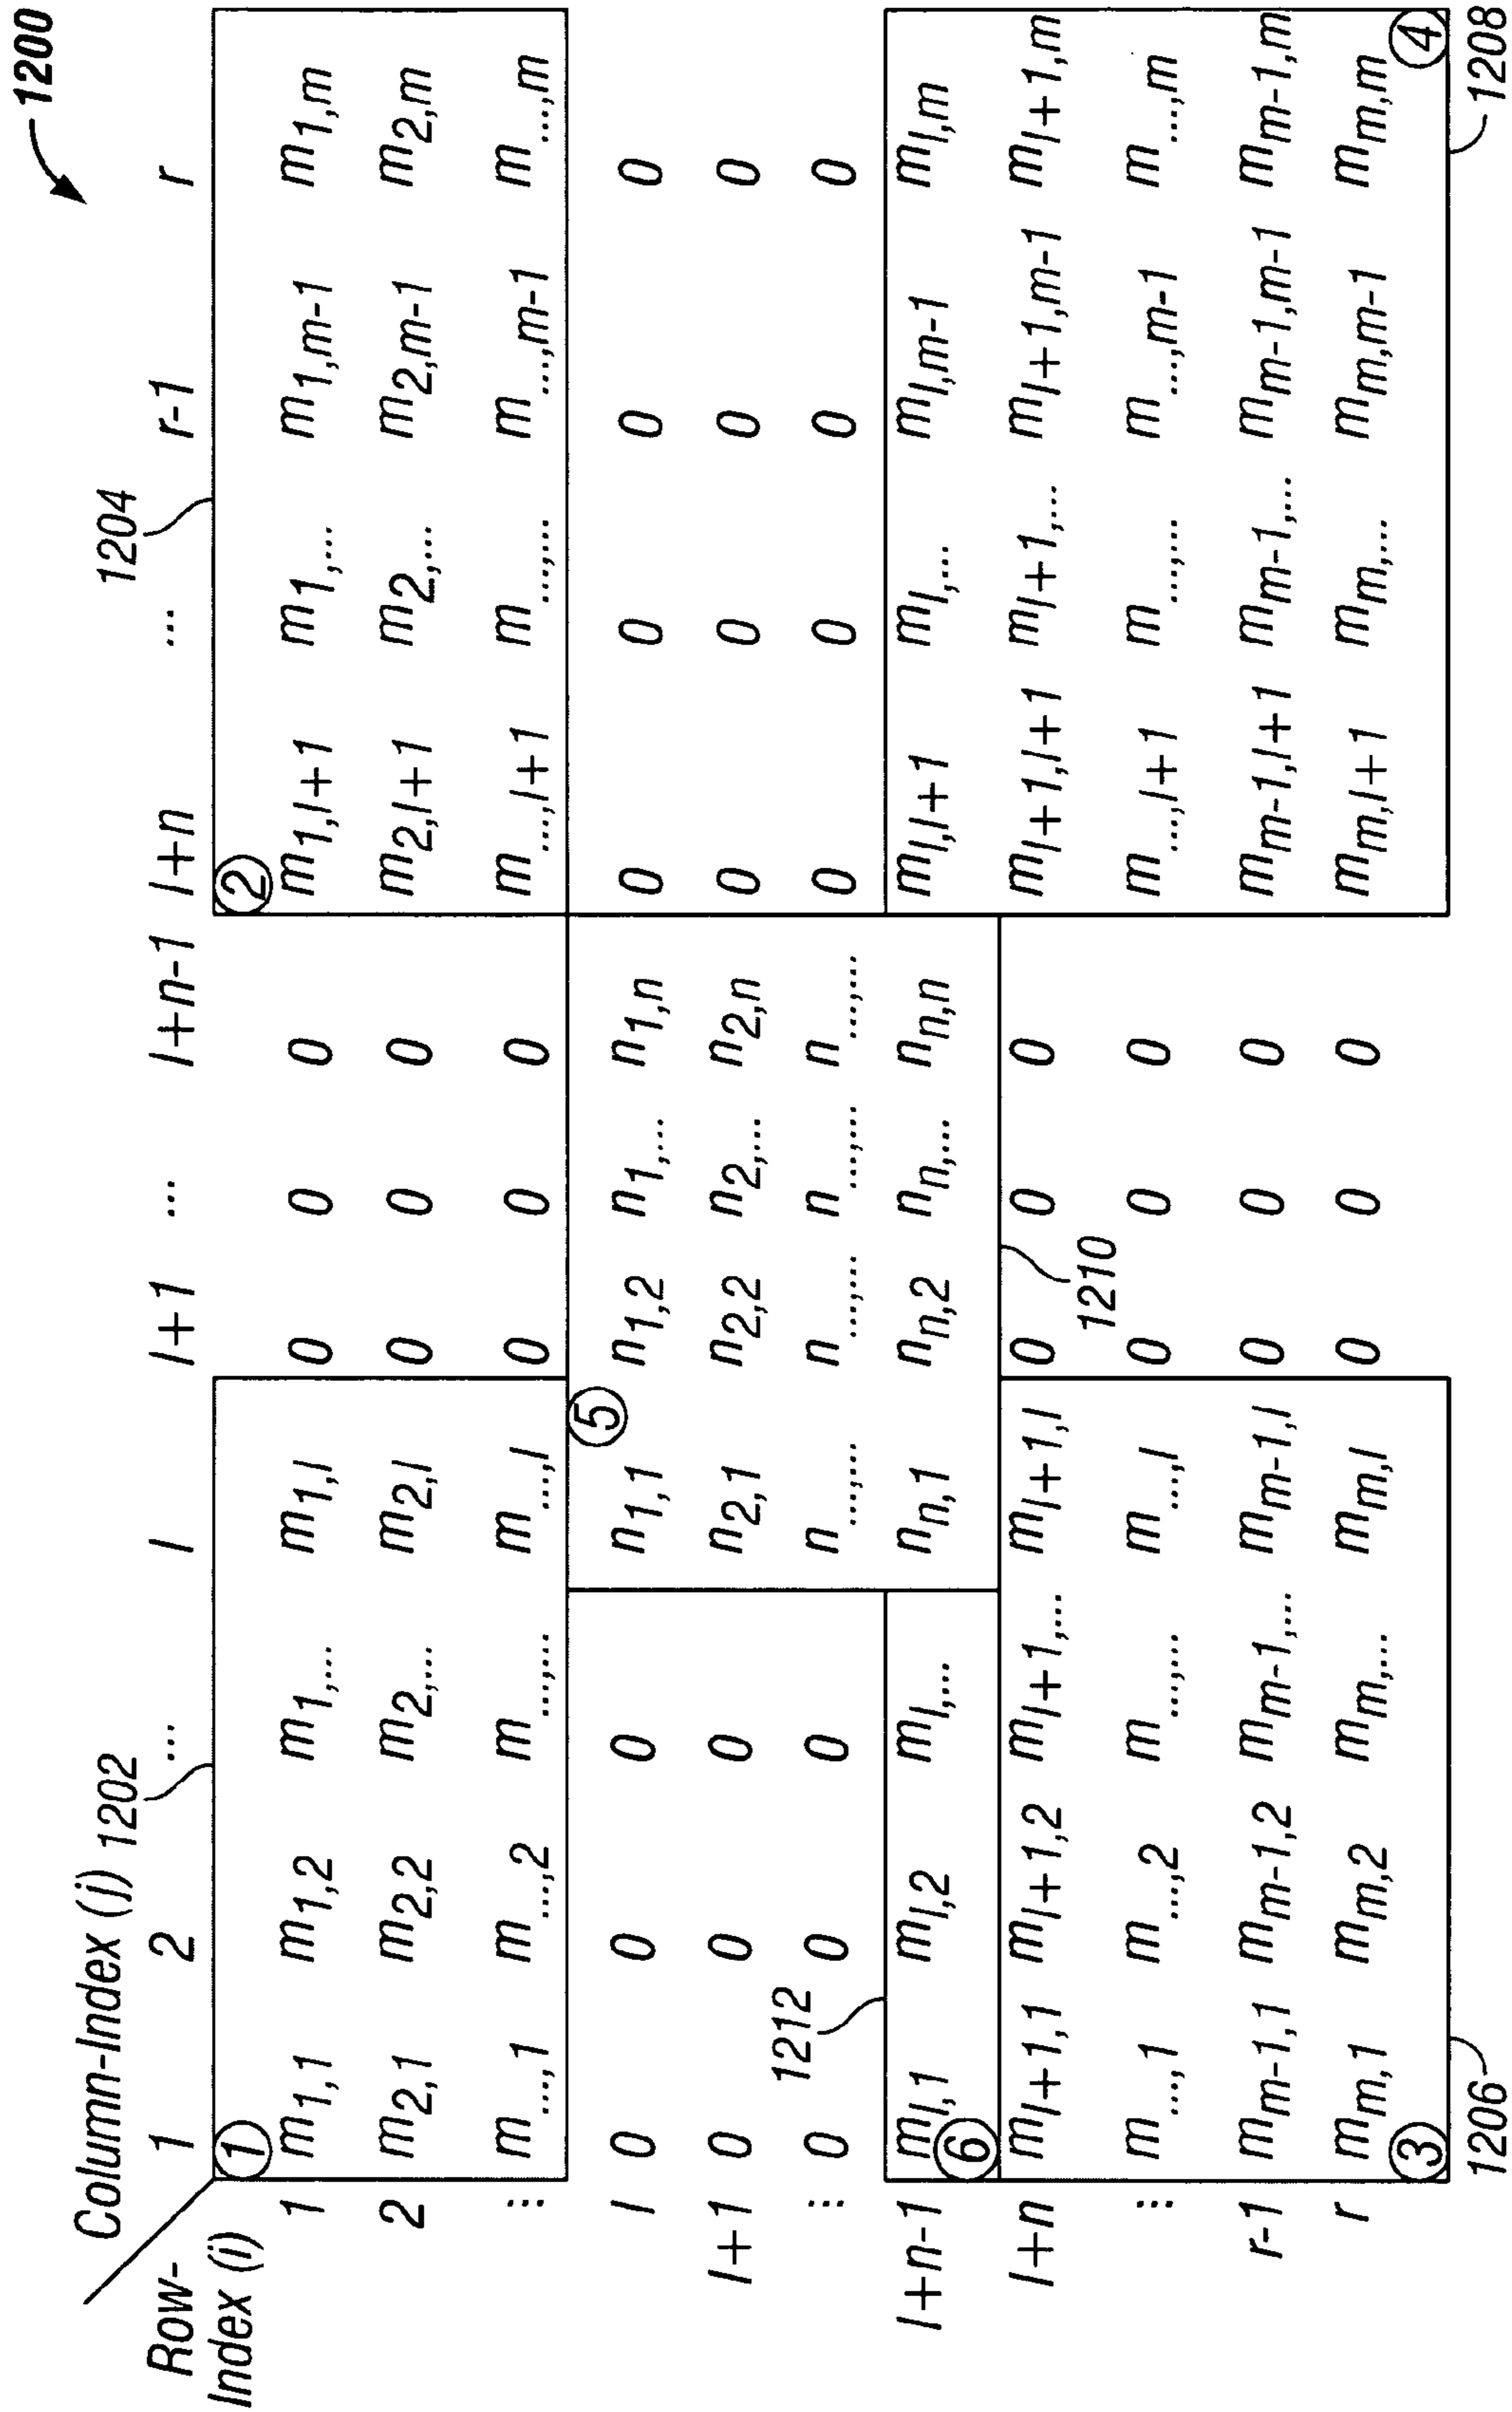 1200
Column-Index (j) 1202 1204
Row-Index (i) 1 2 ... l l+1 ... l+n-1 l+n ... r-1 r
① ②
1 m1,1 m1,2 m1,... m1,l 0 0 0 m1,l+1 m1,... m1,m-1 m1,m
2 m2,1 m2,2 m2,... m2,l 0 0 0 m2,l+1 m2,... m2,m-1 m2,m
⋮ m...,1 m...,2 m...,... m...,l 0 0 0 m...,l+1 m...,... m...,m-1 m...,m
⑤
l 0 0 0 n1,1 n1,2 n1,... n1,n 0 0 0 0
l+1 0 0 0 n2,1 n2,2 n2,... n2,n 0 0 0 0
⋮ 0 0 0 n...,... n...,... n...,... n...,... 0 0 0 0
1212
l+n-1 ml,1 ml,2 ml,... nn,1 nn,2 nn,... nn,n ml,l+1 ml,... ml,m-1 ml,m
⑥
l+n ml+1,1 ml+1,2 ml+1,... ml+1,l 0 0 0 ml+1,l+1 ml+1,... ml+1,m-1 ml+1,m
1210
⋮ m...,1 m...,2 m...,... m...,l 0 0 0 m...,l+1 m...,... m...,m-1 m...,m
r-1 mm-1,1 mm-1,2 mm-1,... mm-1,l 0 0 0 mm-1,l+1 mm-1,... mm-1,m-1 mm-1,m
r mm,1 mm,2 mm,... mm,l 0 0 0 mm,l+1 mm,... mm,m-1 mm,m
③ ④
1206 1208